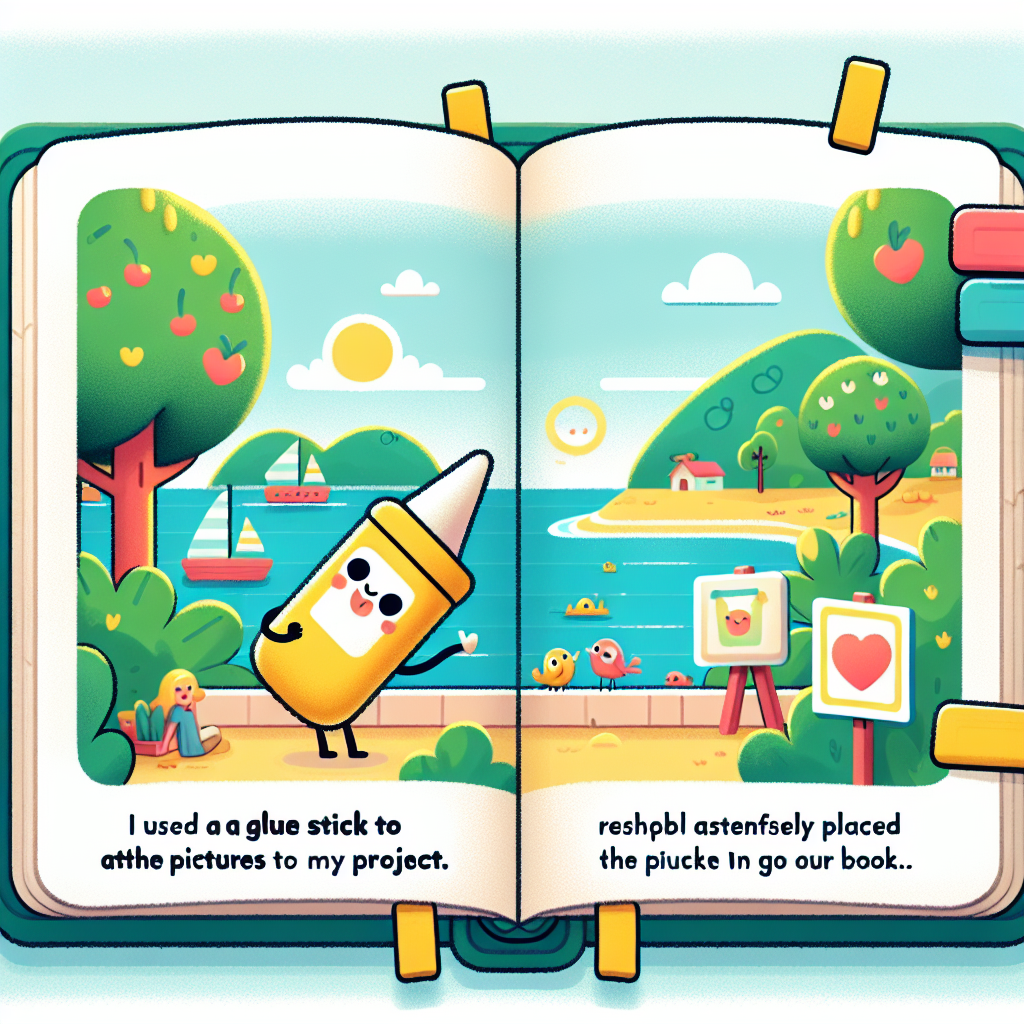 I used a a glue stick to
atthe pictures to my project.
reshpbl astenfsely placed
the piucke In go our book..